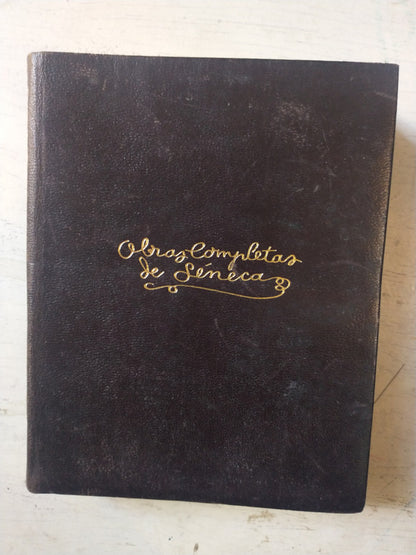 Obras Completas
de Séneca